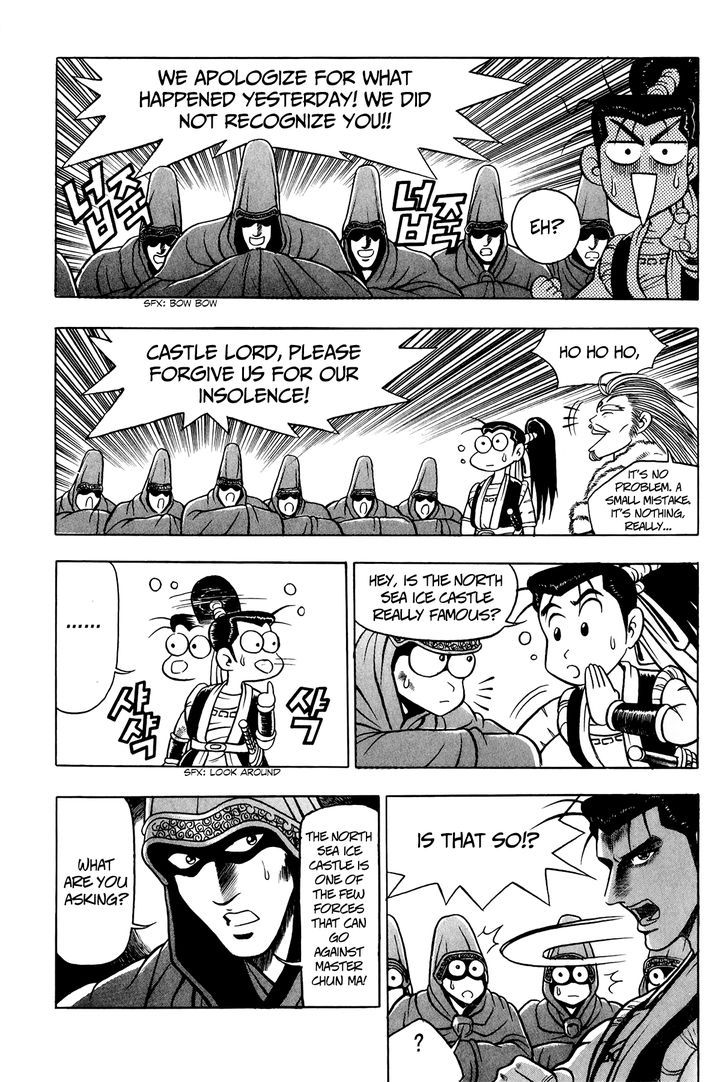 WE APOLOGIZE FOR WHAT
HAPPENED YESTERDAY! WE DID
NOT RECOGNIZE YOU!!
넙죽
넙죽
EH?
SFX: BOW BOW
CASTLE LORD, PLEASE
FORGIVE US FOR OUR
INSOLENCE!
HO HO HO,
IT'S NO
PROBLEM. A
SMALL MISTAKE.
IT'S NOTHING,
REALLY...
......
샤샥
샥
SFX: LOOK AROUND
HEY, IS THE NORTH
SEA ICE CASTLE
REALLY FAMOUS?
WHAT
ARE YOU
ASKING?
THE NORTH
SEA ICE
CASTLE IS
ONE OF
THE FEW
FORCES
THAT CAN
GO
AGAINST
MASTER
CHUN MA!
IS THAT SO!?
?